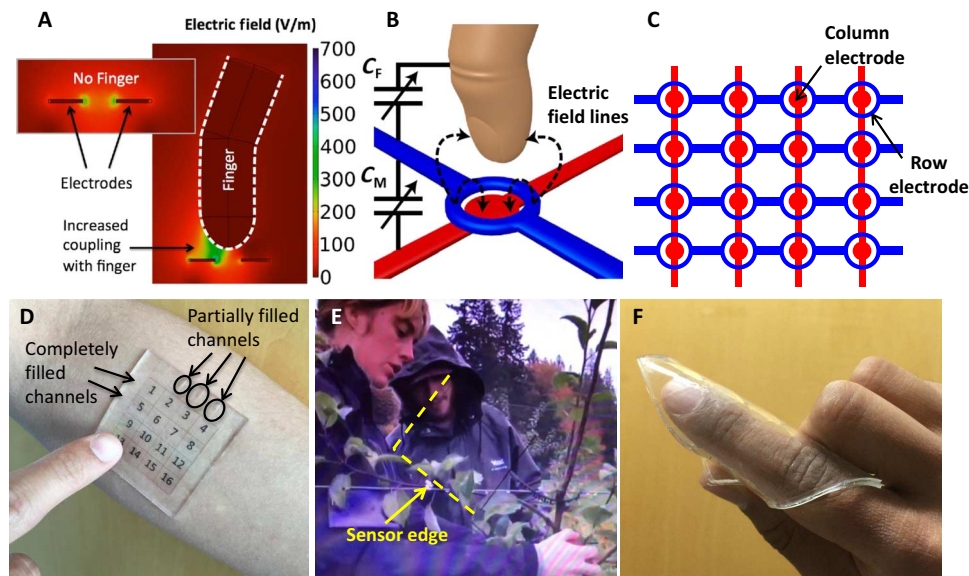 A
Electric field (V/m)
No Finger
Electrodes
Finger
Increased
coupling
with finger
700
600
500
400
300
200
100
0
B
C_F
C_M
Electric
field lines
C
Column
electrode
Row
electrode
D
Partially filled
channels
Completely
filled
channels
1
2
3
4
5
6
7
8
9
10
11
12
13
14
15
16
E
Sensor edge
F